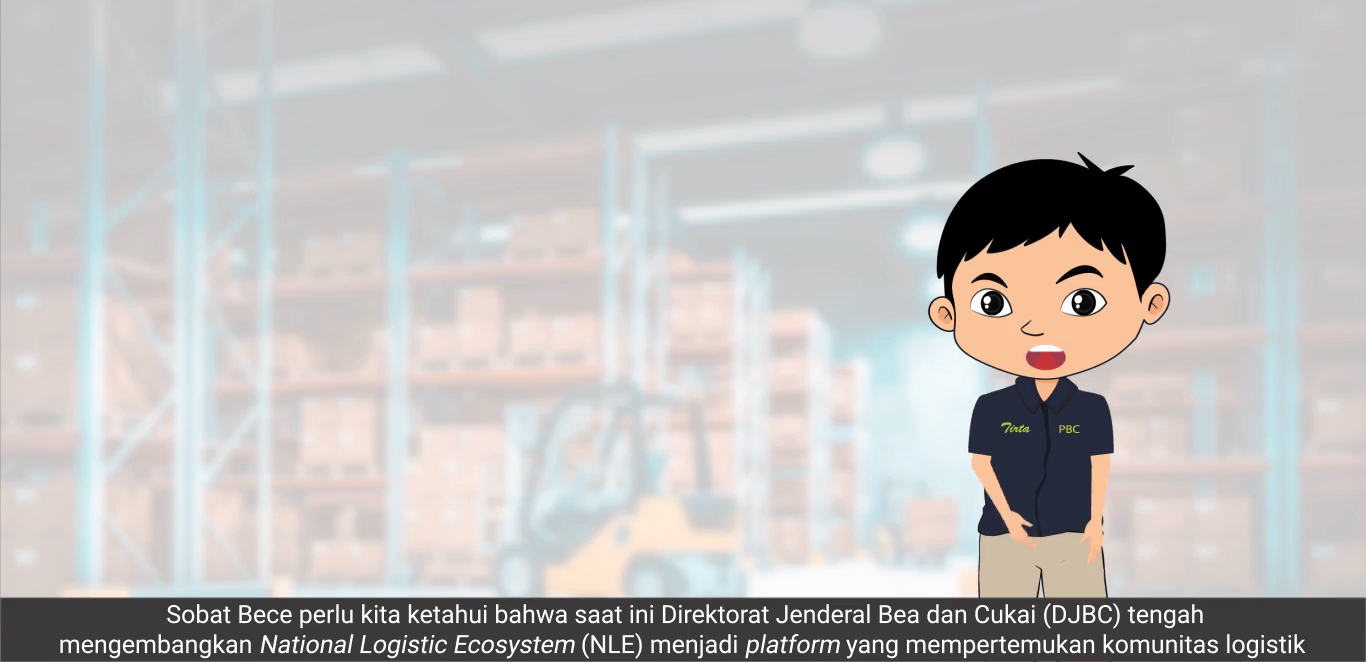 Tirta PBC
Sobat Bece perlu kita ketahui bahwa saat ini Direktorat Jenderal Bea dan Cukai (DJBC) tengah
mengembangkan National Logistic Ecosystem (NLE) menjadi platform yang mempertemukan komunitas logistik